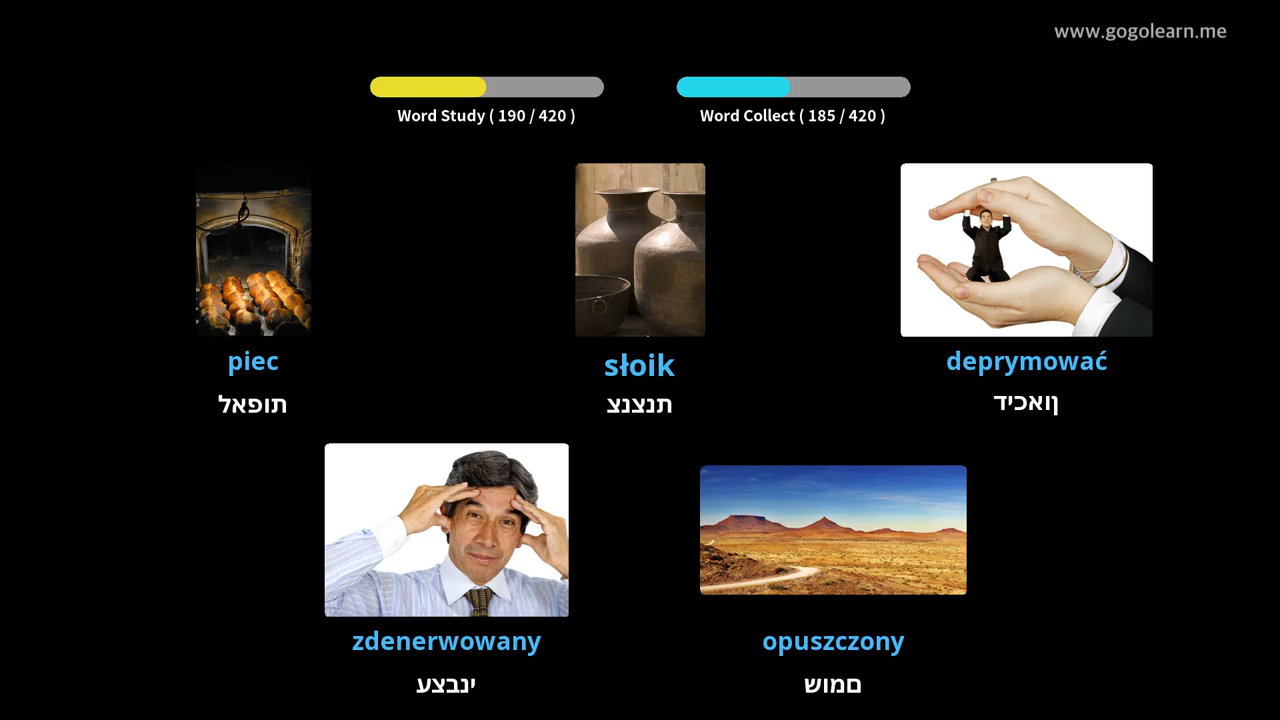 www.gogolearn.me
Word Study ( 190 / 420 )
Word Collect ( 185 / 420 )
piec
תופאל
słoik
תנצנצ
deprymować
ןואכיד
zdenerwowany
ינבצע
opuszczony
םמוש